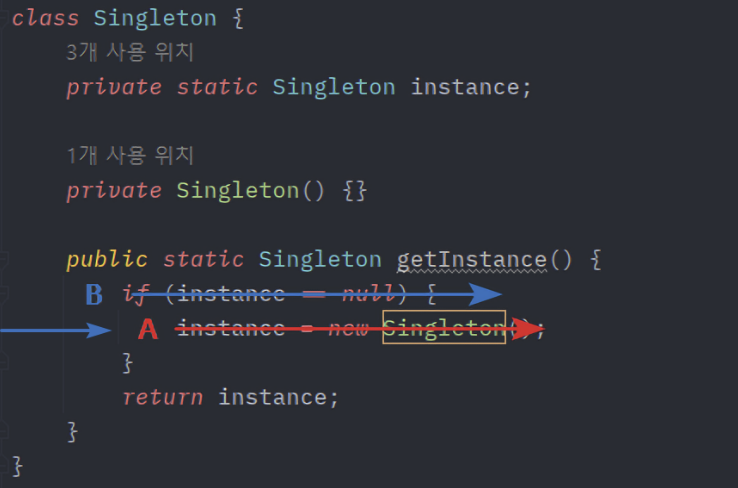 class Singleton {
3개 사용 위치
private static Singleton instance;
1개 사용 위치
private Singleton() {}
public static Singleton getInstance() {
B if (instance == null) {
A instance = new Singleton();
}
return instance;
}
}